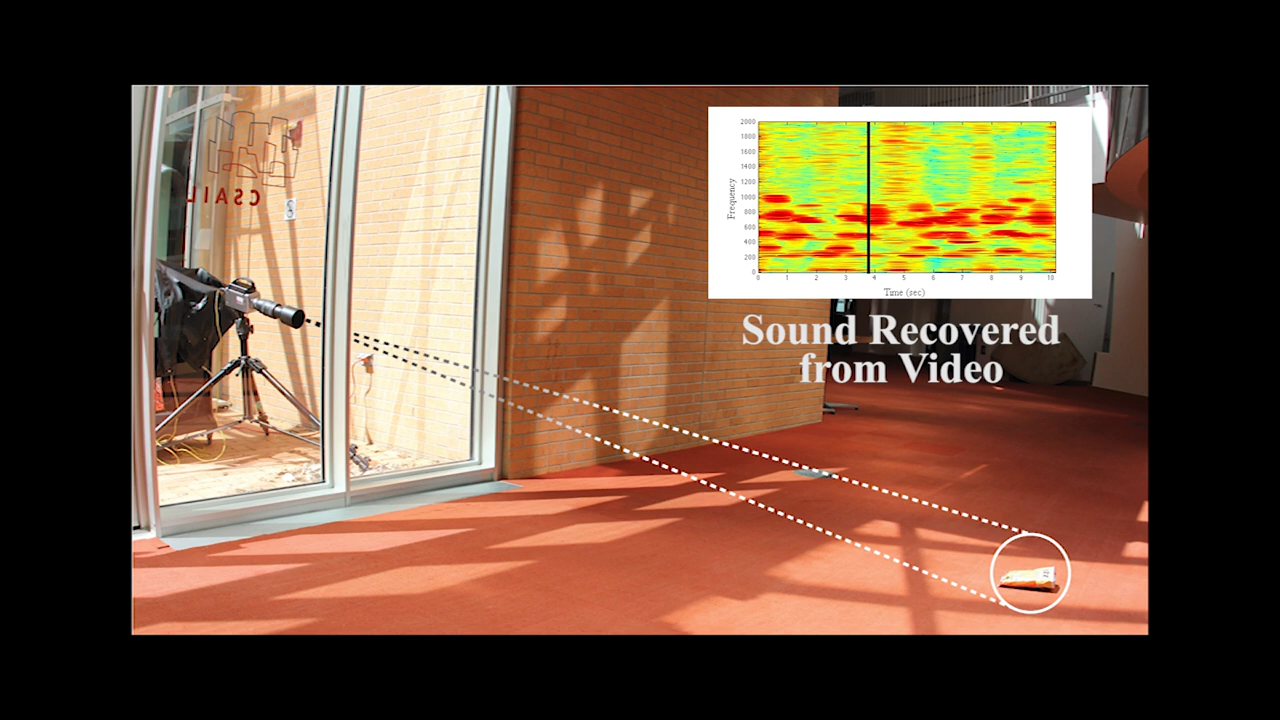 CSAIL
2000
1800
1600
1400
1200
1000
800
600
400
200
0
Frequency
0 1 2 3 4 5 6 7 8 9 10
Time (sec)
Sound Recovered
from Video